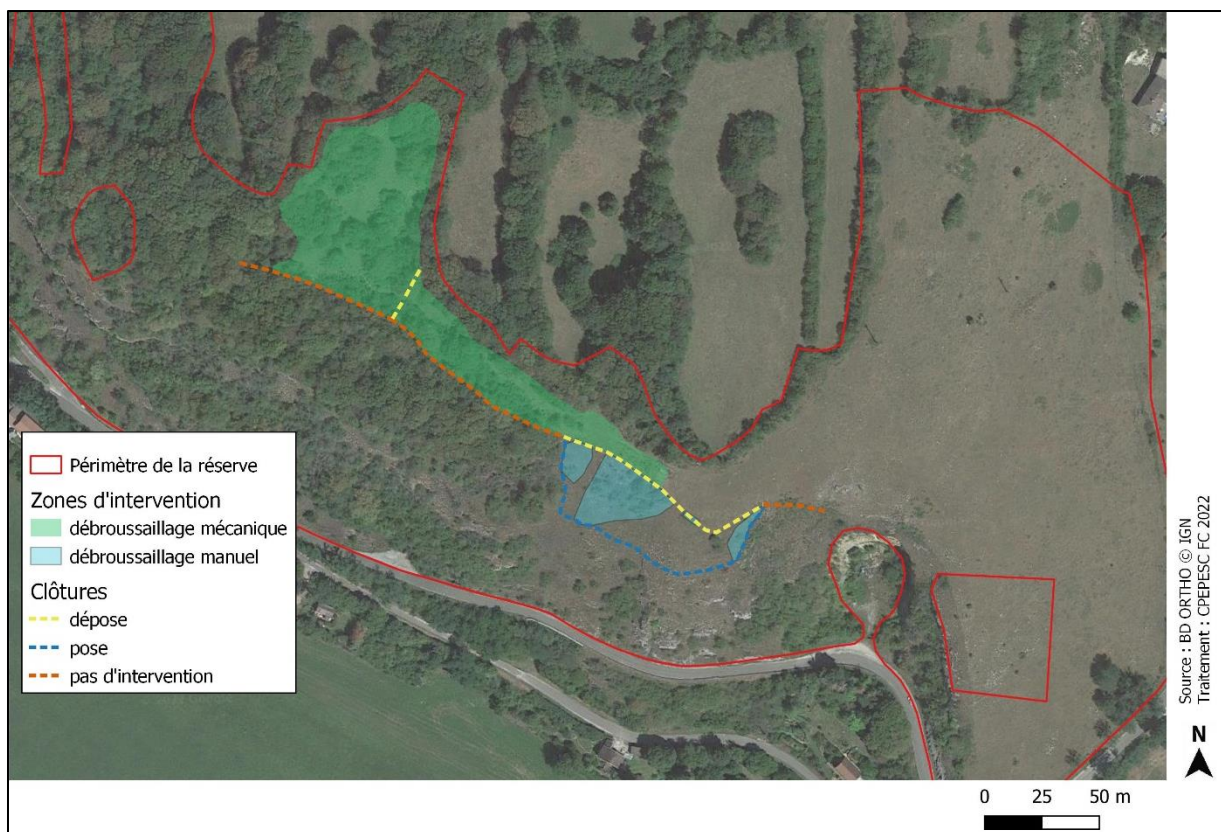 Périmètre de la réserve
Zones d'intervention
débroussaillage mécanique
débroussaillage manuel
Clôtures
dépose
pose
pas d'intervention
Source : BD ORTHO © IGN
Traitement : CPEPESC FC 2022
N
0 25 50 m